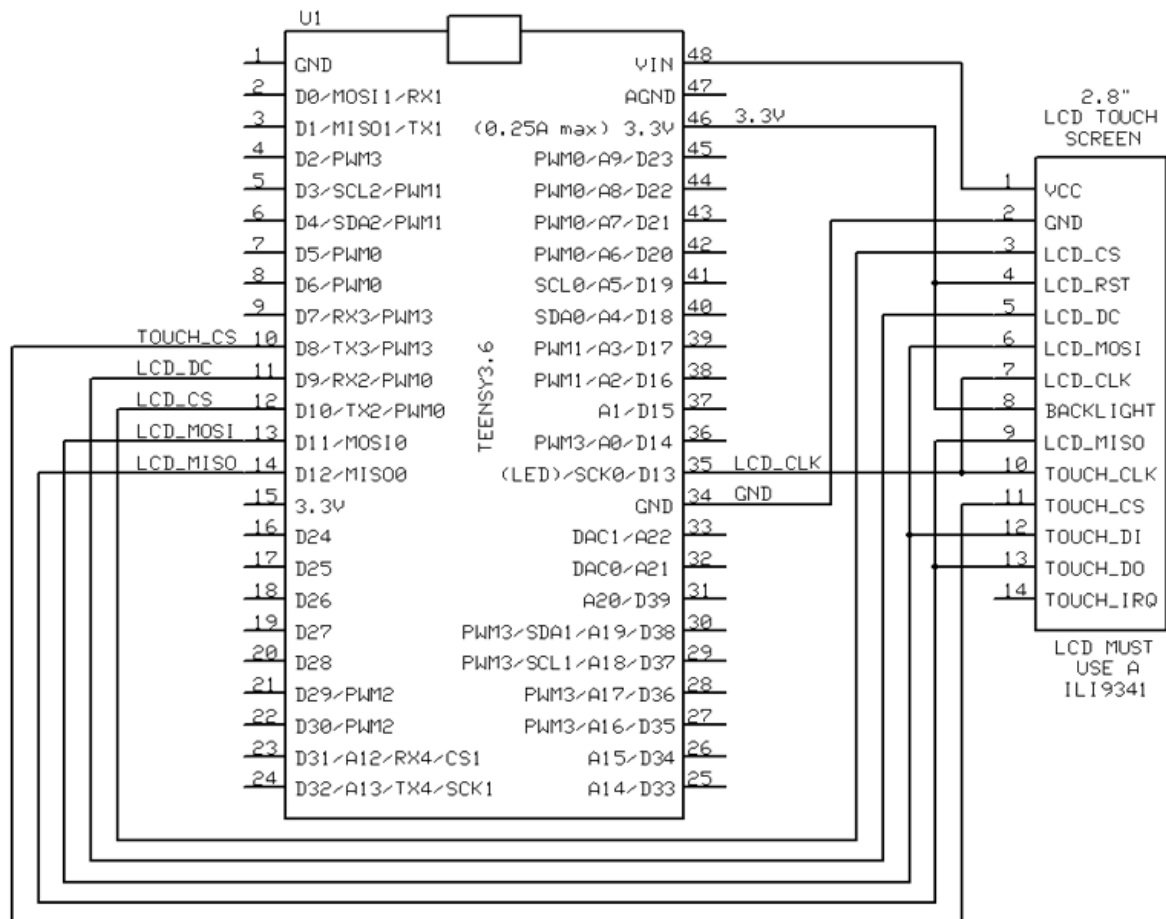 U1
1 GND
2 D0/MOSI1/RX1
3 D1/MISO1/TX1
4 D2/PWM3
5 D3/SCL2/PWM1
6 D4/SDA2/PWM1
7 D5/PWM0
8 D6/PWM0
9 D7/RX3/PWM3
TOUCH_CS 10 D8/TX3/PWM3
LCD_DC 11 D9/RX2/PWM0
LCD_CS 12 D10/TX2/PWM0
LCD_MOSI 13 D11/MOSI0
LCD_MISO 14 D12/MISO0
15 3.3V
16 D24
17 D25
18 D26
19 D27
20 D28
21 D29/PWM2
22 D30/PWM2
23 D31/A12/RX4/CS1
24 D32/A13/TX4/SCK1
TEENSY3.6
VIN 48
AGND 47
(0.25A max) 3.3V 46 3.3V
PWM0/A9/D23 45
PWM0/A8/D22 44
PWM0/A7/D21 43
PWM0/A6/D20 42
SCL0/A5/D19 41
SDA0/A4/D18 40
PWM1/A3/D17 39
PWM1/A2/D16 38
A1/D15 37
PWM3/A0/D14 36
(LED)/SCK0/D13 35 LCD_CLK
GND 34 GND
DAC1/A22 33
DAC0/A21 32
A20/D39 31
PWM3/SDA1/A19/D38 30
PWM3/SCL1/A18/D37 29
PWM3/A17/D36 28
PWM3/A16/D35 27
A15/D34 26
A14/D33 25
2.8"
LCD TOUCH
SCREEN
1 VCC
2 GND
3 LCD_CS
4 LCD_RST
5 LCD_DC
6 LCD_MOSI
7 LCD_CLK
8 BACKLIGHT
9 LCD_MISO
10 TOUCH_CLK
11 TOUCH_CS
12 TOUCH_DI
13 TOUCH_DO
14 TOUCH_IRQ
LCD MUST
USE A
ILI9341